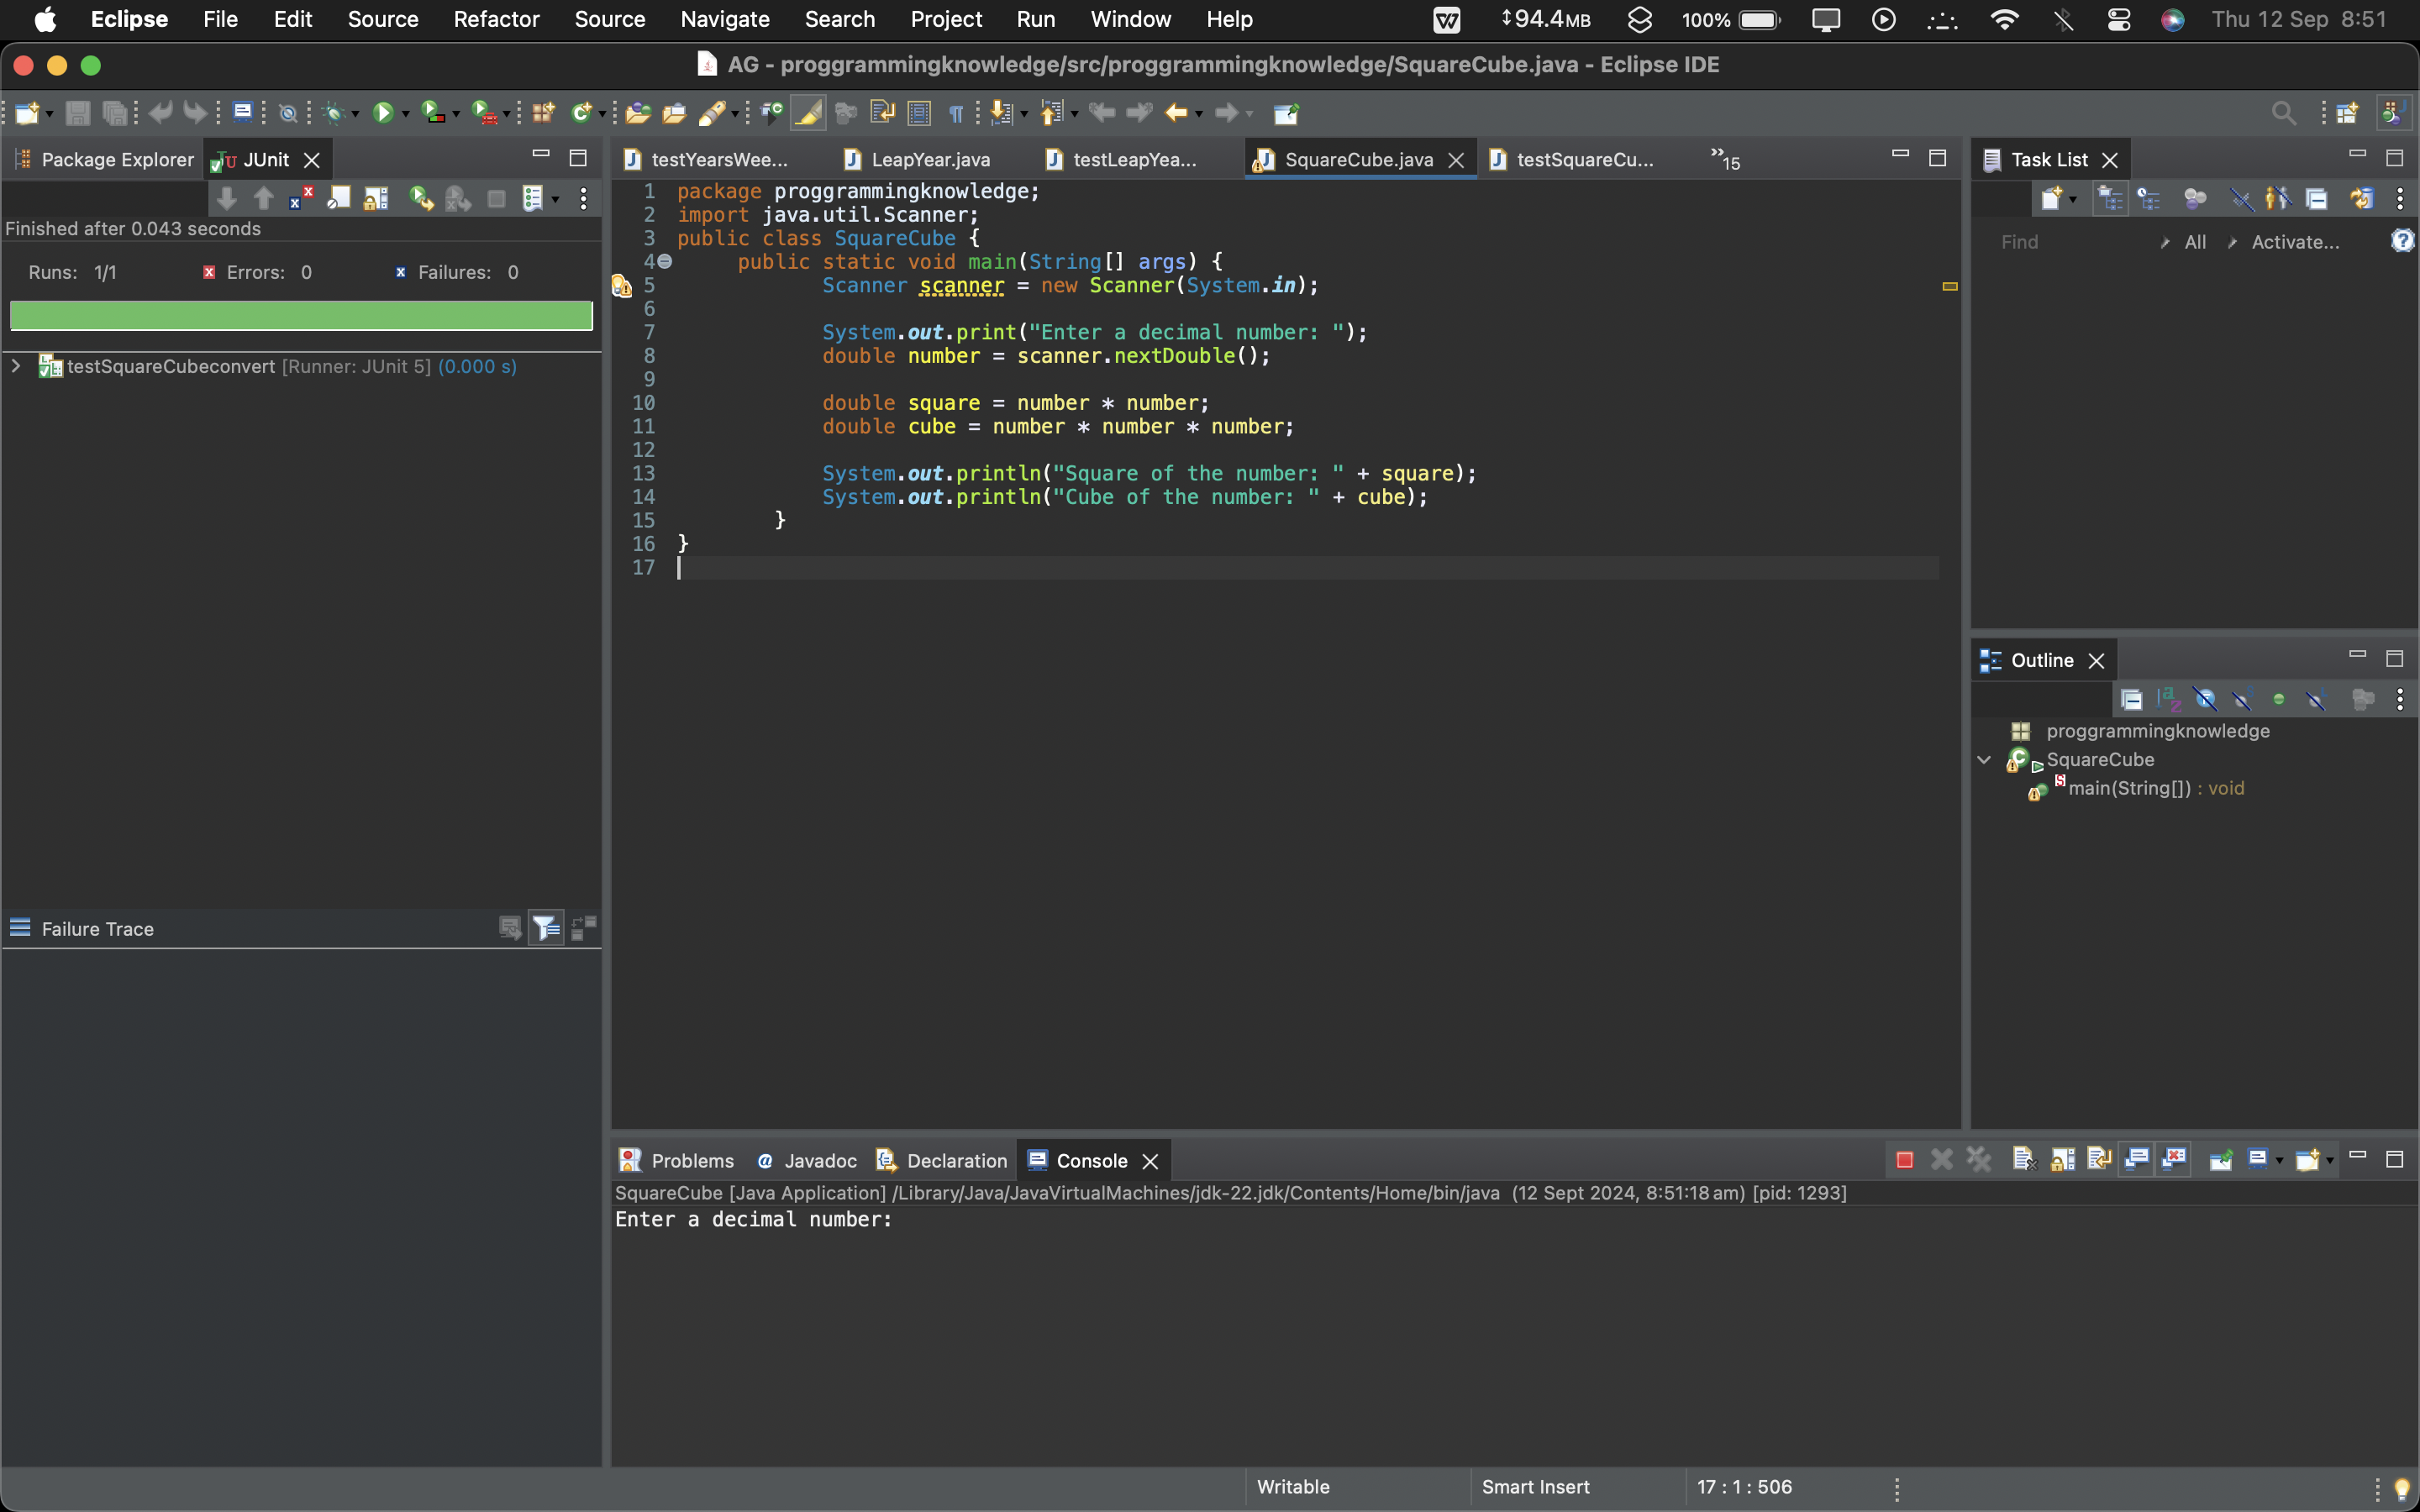 Eclipse File Edit Source Refactor Source Navigate Search Project Run Window Help 94.4MB 100% Thu 12 Sep 8:51
AG - proggrammingknowledge/src/proggrammingknowledge/SquareCube.java - Eclipse IDE
Package Explorer JUnit
Finished after 0.043 seconds
Runs: 1/1 Errors: 0 Failures: 0
testSquareCubeconvert [Runner: JUnit 5] (0.000 s)
Failure Trace
testYearsWee... LeapYear.java testLeapYea... SquareCube.java testSquareCu... »15
1 package proggrammingknowledge;
2 import java.util.Scanner;
3 public class SquareCube {
4 public static void main(String[] args) {
5 Scanner scanner = new Scanner(System.in);
6
7 System.out.print("Enter a decimal number: ");
8 double number = scanner.nextDouble();
9
10 double square = number * number;
11 double cube = number * number * number;
12
13 System.out.println("Square of the number: " + square);
14 System.out.println("Cube of the number: " + cube);
15 }
16 }
17
Task List
Find All Activate...
Outline
proggrammingknowledge
SquareCube
main(String[]) : void
Problems Javadoc Declaration Console
SquareCube [Java Application] /Library/Java/JavaVirtualMachines/jdk-22.jdk/Contents/Home/bin/java (12 Sept 2024, 8:51:18 am) [pid: 1293]
Enter a decimal number:
Writable Smart Insert 17 : 1 : 506